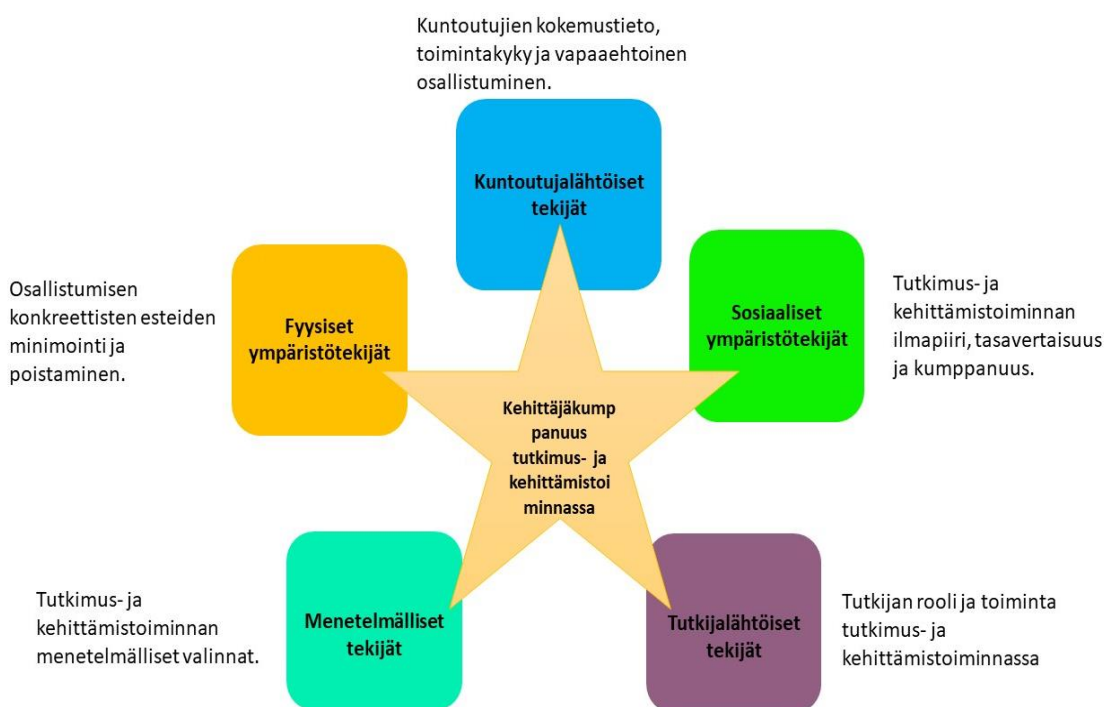 Kuntoutujien kokemustieto,
toimintakyky ja vapaaehtoinen
osallistuminen.
Kuntoutujalähtöiset
tekijät
Osallistumisen
konkreettisten esteiden
minimointi ja
poistaminen.
Fyysiset
ympäristötekijät
Sosiaaliset
ympäristötekijät
Tutkimus- ja
kehittämistoiminnan
ilmapiiri, tasavertaisuus
ja kumppanuus.
Kehittäjäkump
panuus
tutkimus- ja
kehittämistoi
minnassa
Tutkimus- ja
kehittämistoiminnan
menetelmälliset valinnat.
Menetelmälliset
tekijät
Tutkijalähtöiset
tekijät
Tutkijan rooli ja toiminta
tutkimus- ja
kehittämistoiminnassa